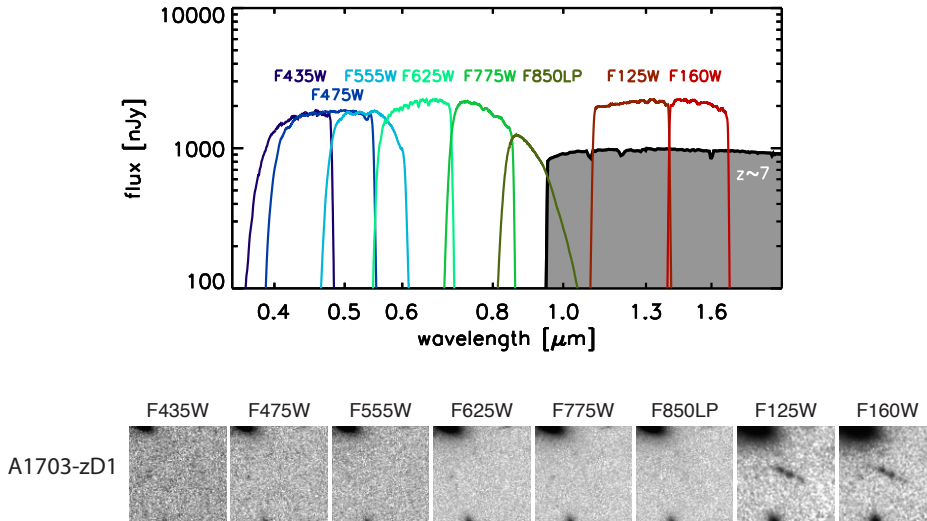 10000
F435W F555W F625W F775W F850LP F125W F160W
F475W
flux [nJy]
1000
z~7
100
0.4 0.5 0.6 0.8 1.0 1.3 1.6
wavelength [μm]
F435W F475W F555W F625W F775W F850LP F125W F160W
A1703-zD1